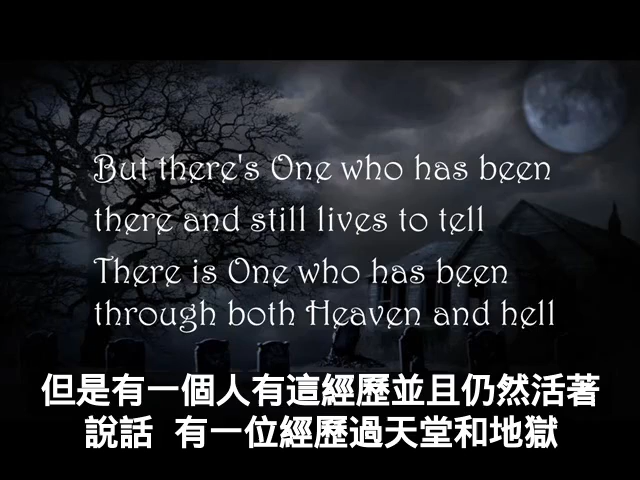 But there's One who has been
there and still lives to tell
There is One who has been
through both Heaven and hell
但是有一個人有這經歷並且仍然活著
說話 有一位經歷過天堂和地獄